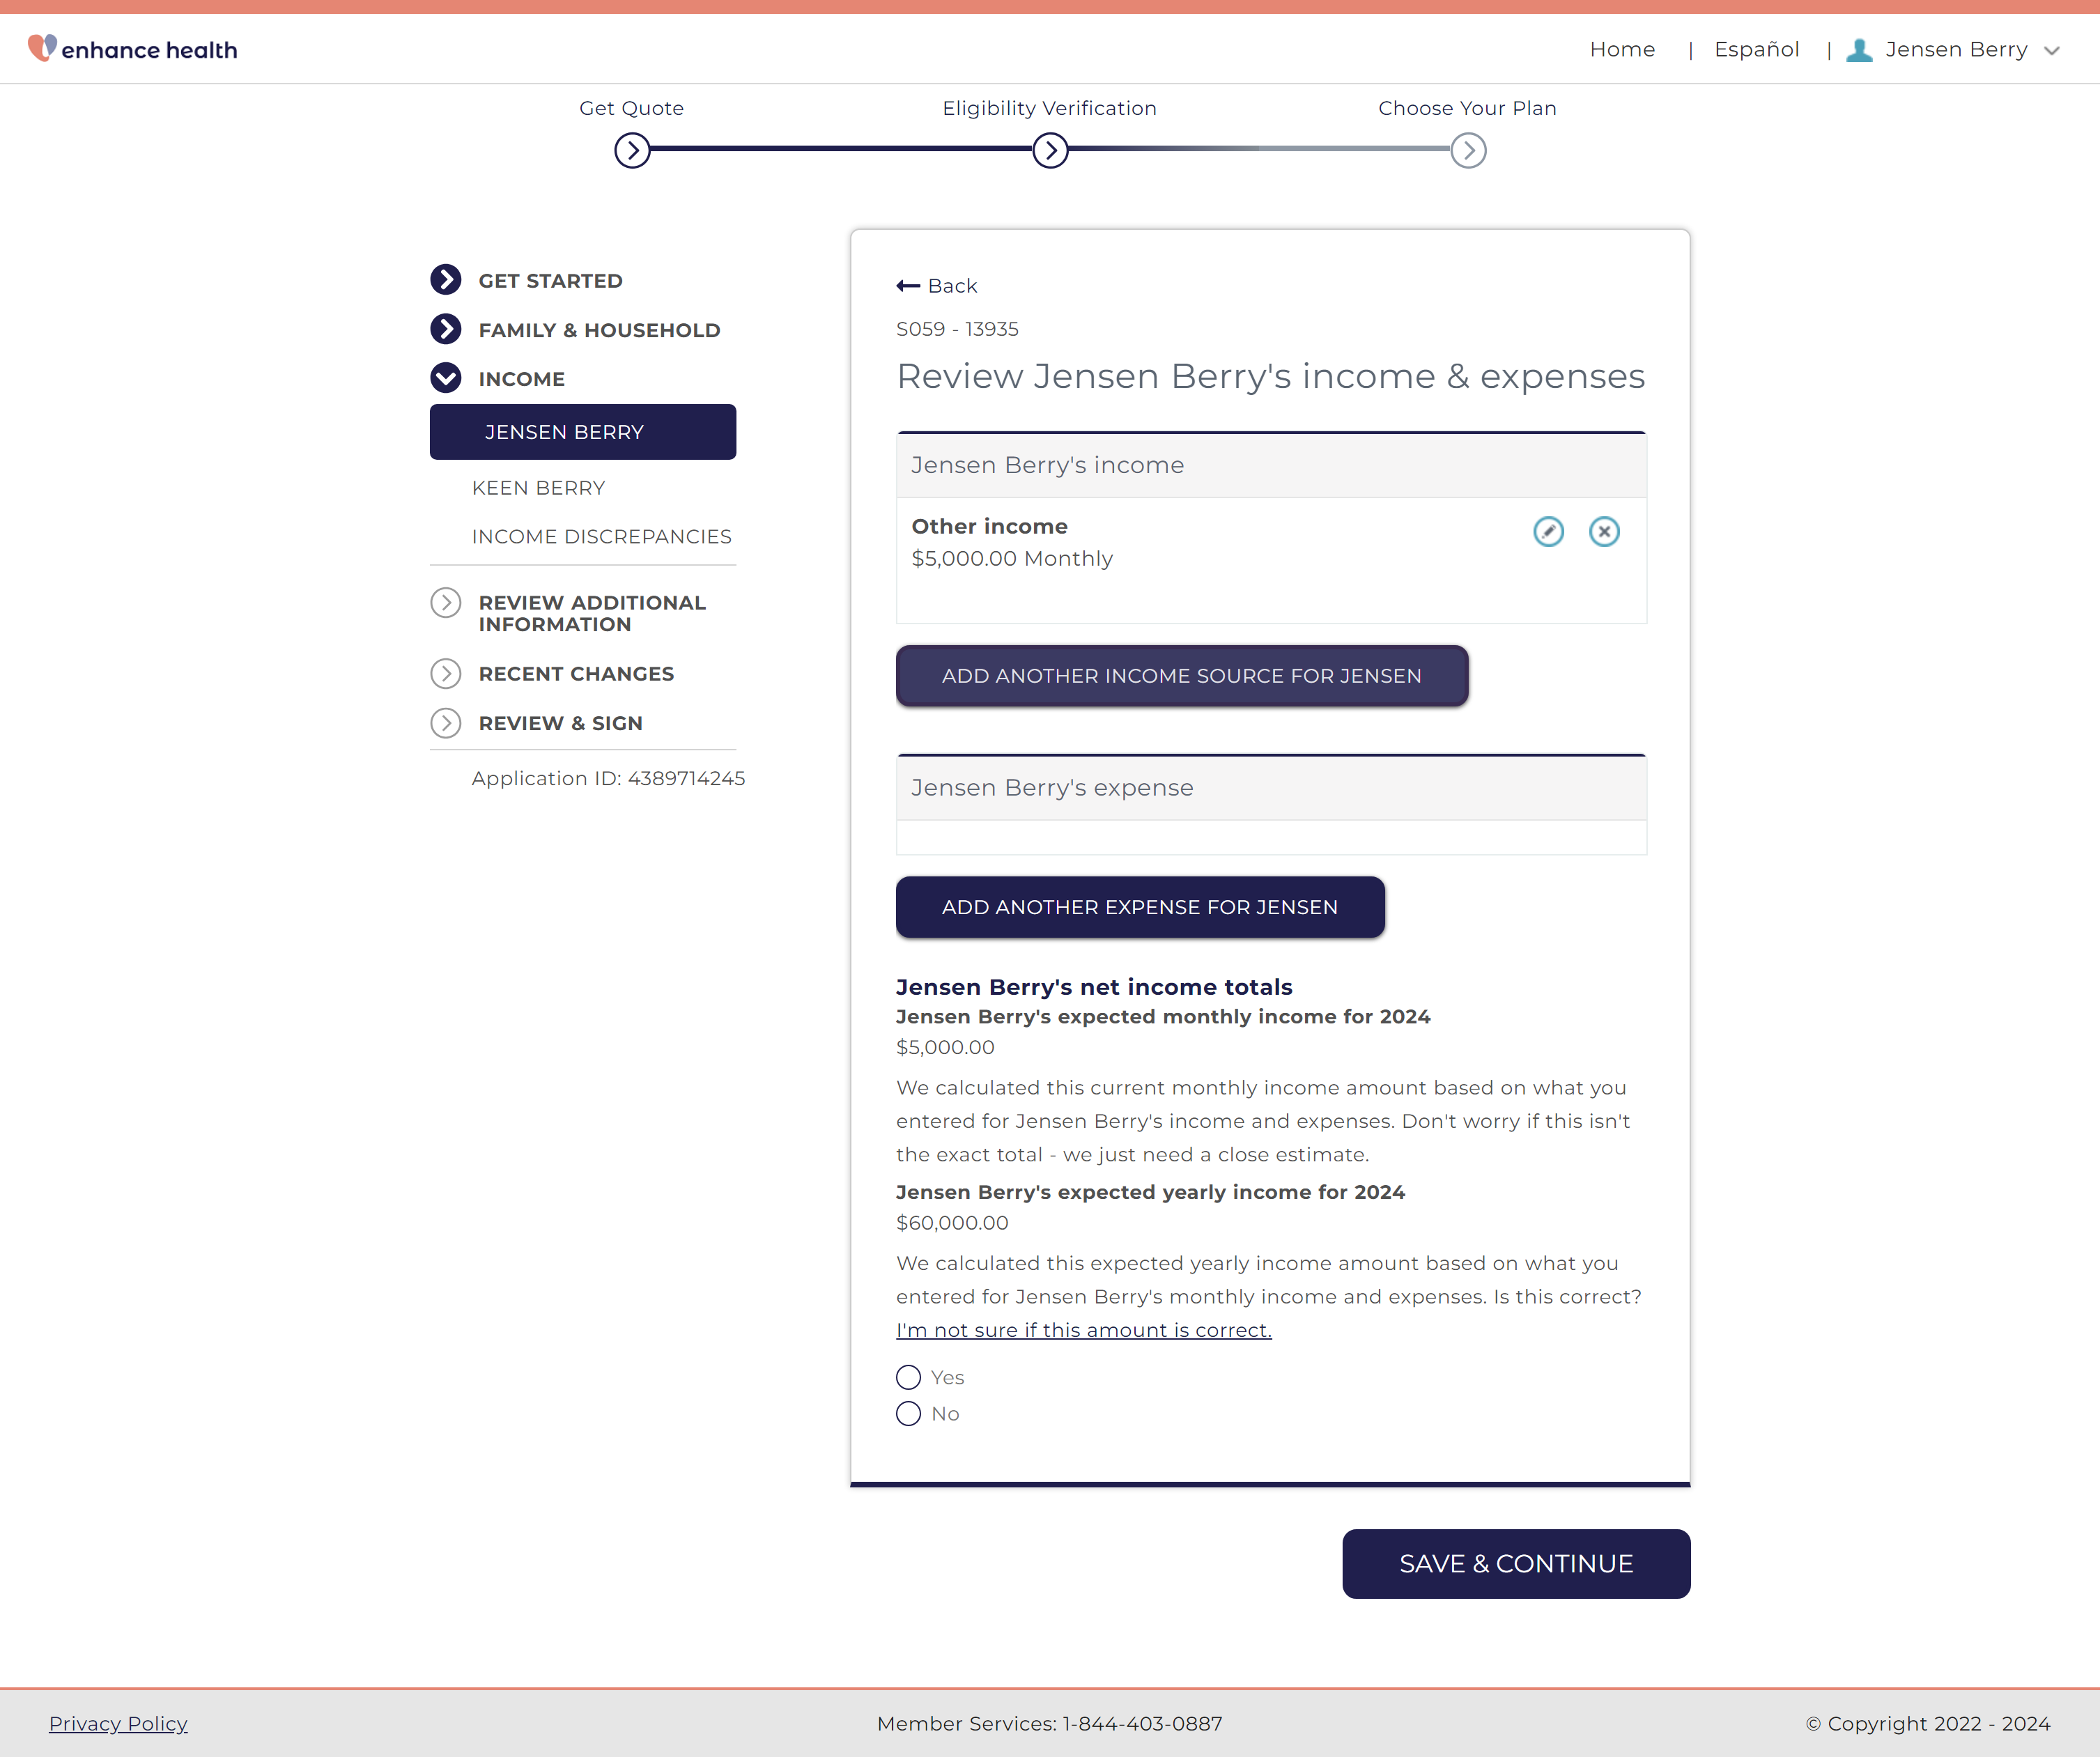 enhance health
Home | Español | Jensen Berry
Get Quote
Eligibility Verification
Choose Your Plan
GET STARTED
FAMILY & HOUSEHOLD
INCOME
JENSEN BERRY
KEEN BERRY
INCOME DISCREPANCIES
REVIEW ADDITIONAL
INFORMATION
RECENT CHANGES
REVIEW & SIGN
Application ID: 4389714245
Back
S059 - 13935
Review Jensen Berry's income & expenses
Jensen Berry's income
Other income
$5,000.00 Monthly
ADD ANOTHER INCOME SOURCE FOR JENSEN
Jensen Berry's expense
ADD ANOTHER EXPENSE FOR JENSEN
Jensen Berry's net income totals
Jensen Berry's expected monthly income for 2024
$5,000.00
We calculated this current monthly income amount based on what you
entered for Jensen Berry's income and expenses. Don't worry if this isn't
the exact total - we just need a close estimate.
Jensen Berry's expected yearly income for 2024
$60,000.00
We calculated this expected yearly income amount based on what you
entered for Jensen Berry's monthly income and expenses. Is this correct?
I'm not sure if this amount is correct.
Yes
No
SAVE & CONTINUE
Privacy Policy
Member Services: 1-844-403-0887
© Copyright 2022 - 2024